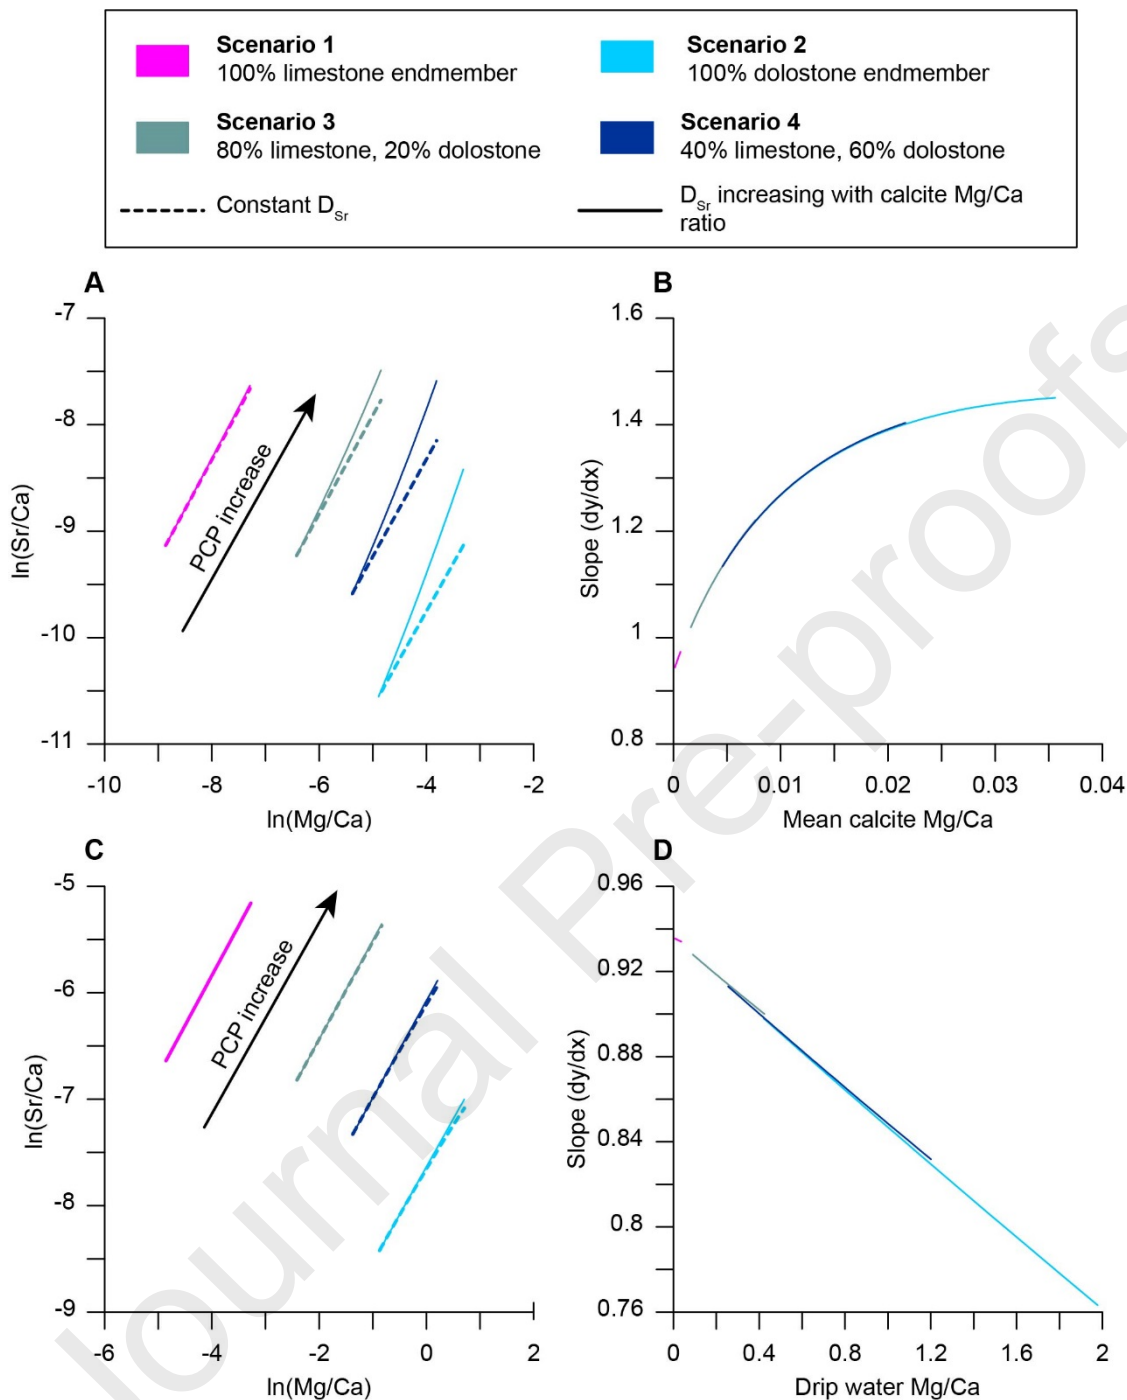 Scenario 1
100% limestone endmember
Scenario 2
100% dolostone endmember
Scenario 3
80% limestone, 20% dolostone
Scenario 4
40% limestone, 60% dolostone
Constant D_Sr
D_Sr increasing with calcite Mg/Ca
ratio
A
-7
-8
-9
-10
-11
ln(Sr/Ca)
PCP increase
-10
-8
-6
-4
-2
ln(Mg/Ca)
B
1.6
1.4
1.2
1
0.8
Slope (dy/dx)
0
0.01
0.02
0.03
0.04
Mean calcite Mg/Ca
C
-5
-6
-7
-8
-9
ln(Sr/Ca)
PCP increase
-6
-4
-2
0
2
ln(Mg/Ca)
D
0.96
0.92
0.88
0.84
0.8
0.76
Slope (dy/dx)
0
0.4
0.8
1.2
1.6
2
Drip water Mg/Ca
Journal Pre-proofs